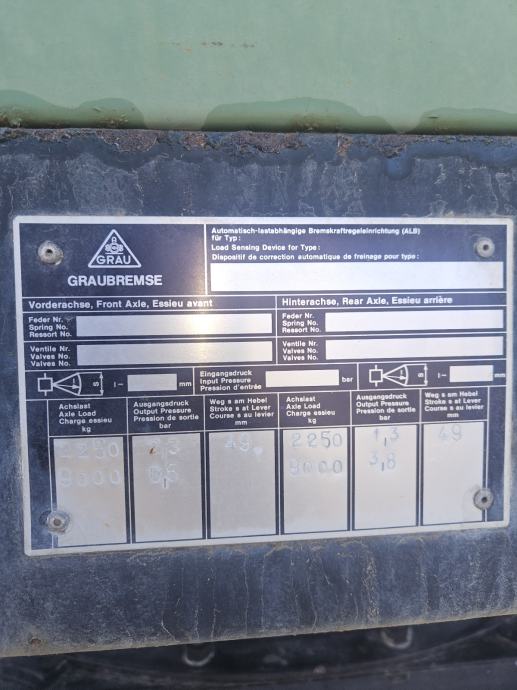 GRAU
GRAUBREMSE
Automatisch-lastabhängige Bremskraftregeleinrichtung (ALB)
für Typ:
Load Sensing Device for Type:
Dispositif de correction automatique de freinage pour type:
Vorderachse, Front Axle, Essieu avant
Hinterachse, Rear Axle, Essieu arrière
Feder Nr.
Spring No.
Ressort No.
Feder Nr.
Spring No.
Ressort No.
Ventile Nr.
Valves No.
Valves No.
Ventile Nr.
Valves No.
Valves No.
S
I =
mm
Eingangsdruck
Input Pressure
Pression d'entrée
bar
S
I =
mm
Achslast
Axle Load
Charge essieu
kg
Ausgangsdruck
Output Pressure
Pression de sortie
bar
Weg s am Hebel
Stroke s at Lever
Course s au levier
mm
Achslast
Axle Load
Charge essieu
kg
Ausgangsdruck
Output Pressure
Pression de sortie
bar
Weg s am Hebel
Stroke s at Lever
Course s au levier
mm
2250 49 2250 1,3 49
9000 9000 3,8